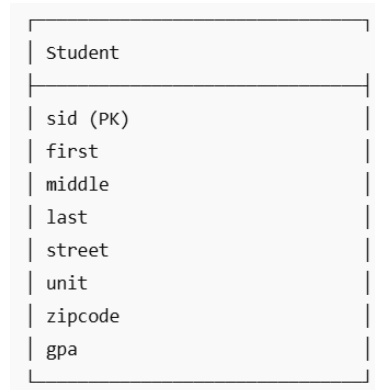 Student
sid (PK)
first
middle
last
street
unit
zipcode
gpa